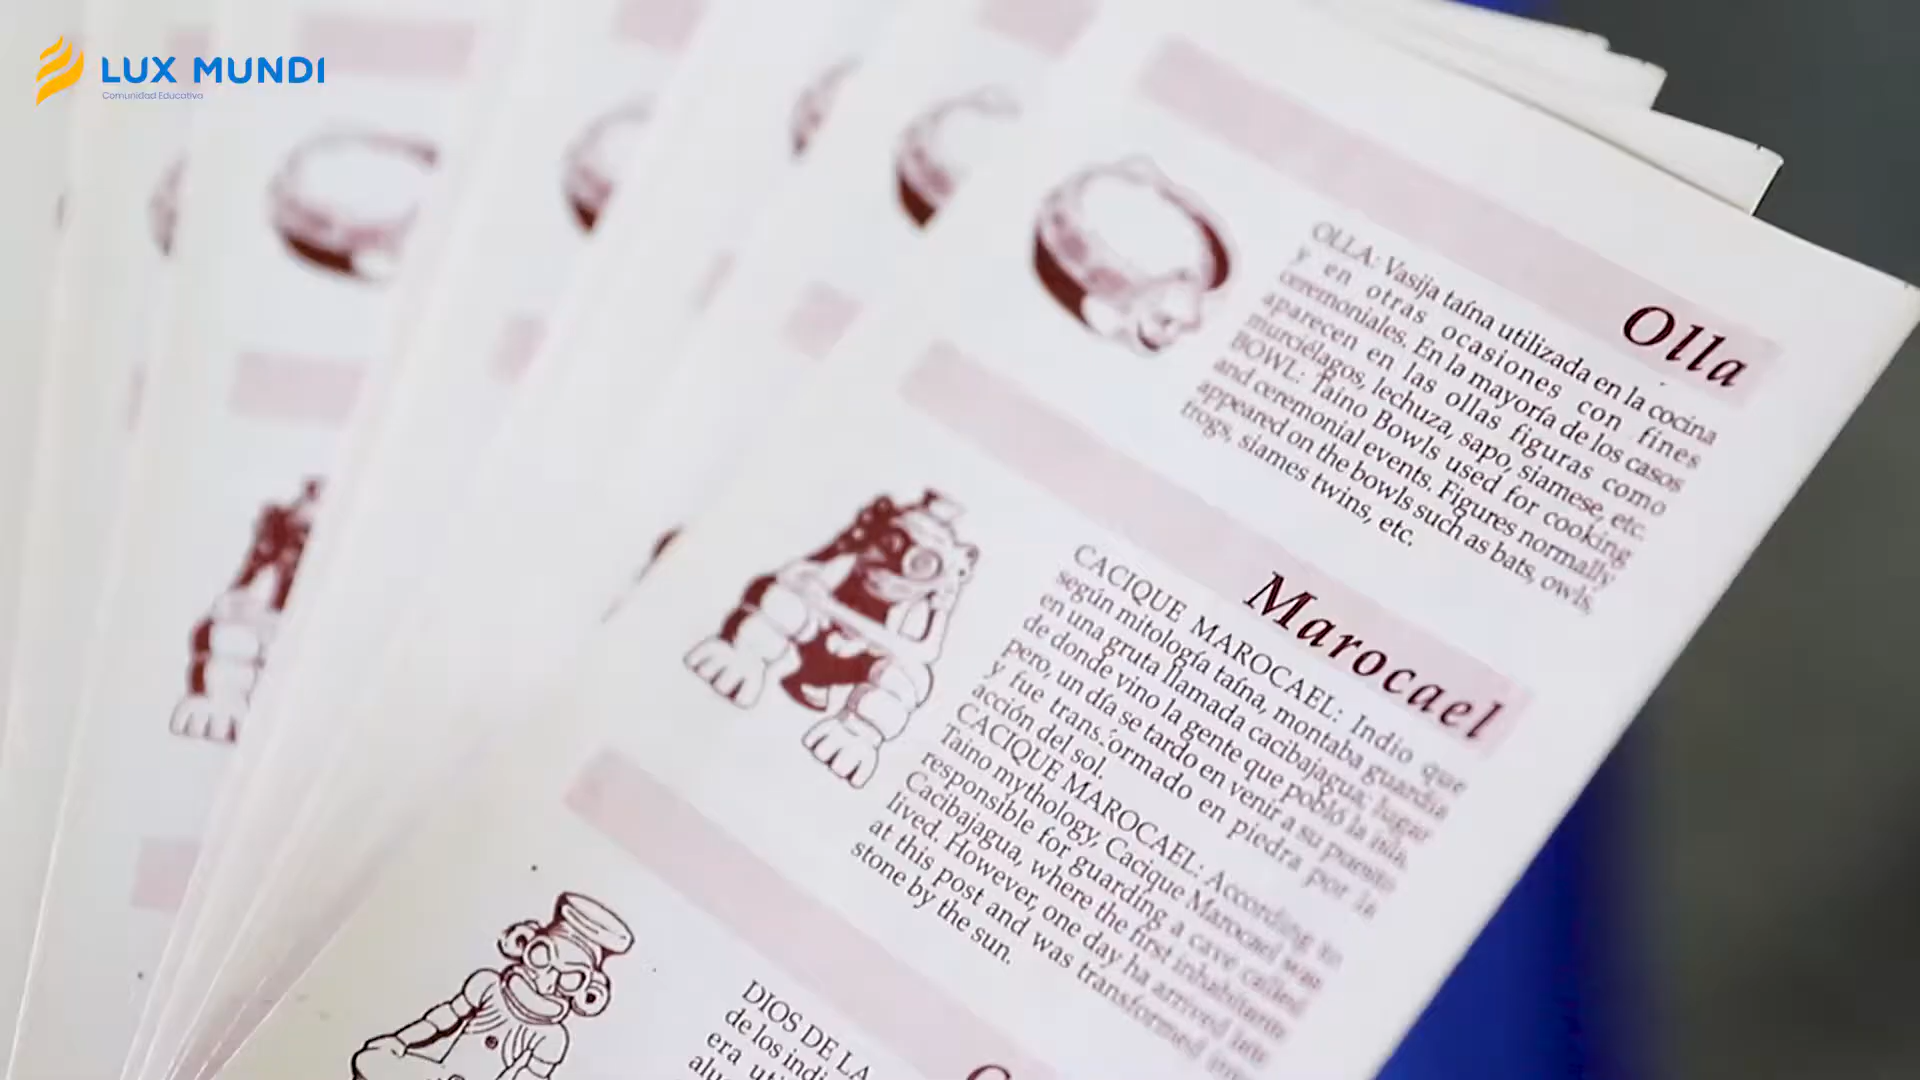 LUX MUNDI
Comunidad Educativa
Olla
OLLA: Vasija taína utilizada en la cocina
y en otras ocasiones con fines
ceremoniales. En la mayoría de los casos
aparecen en las ollas figuras como
murciélagos, lechuza, sapo, siamese, etc.
BOWL: Taino Bowls used for cooking
and ceremonial events. Figures normally
appeared on the bowls such as bats, owls,
frogs, siames twins, etc.
Marocael
CACIQUE MAROCAEL: Indio que
según mitología taína, montaba guardia
en una gruta llamada cacibajagua; lugar
de donde vino la gente que pobló la isla,
pero, un día se tardo en venir a su puesto
y fue transformado en piedra por la
acción del sol.
CACIQUE MAROCAEL: According to
Taino mythology, Cacique Marocael was
responsible for guarding a cave called
Cacibajagua, where the first inhabitants
lived. However, one day ha arrived late
at this post and was transformed into
stone by the sun.
DIOS DE LA
de los indi
era uti